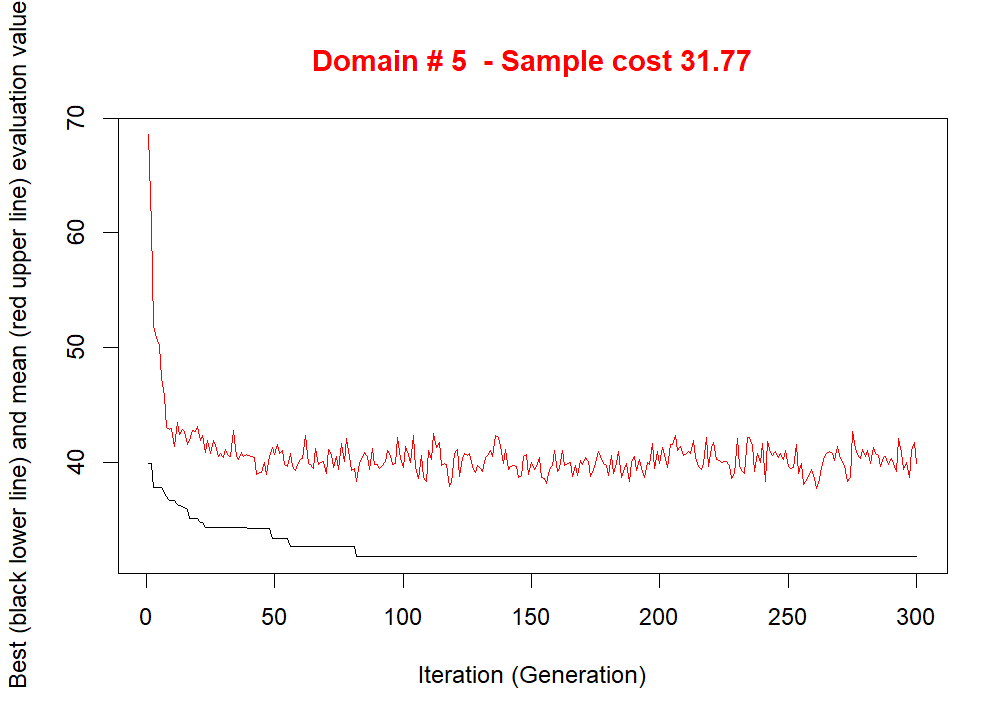 Domain # 5  - Sample cost 31.77
Best (black lower line) and mean (red upper line) evaluation value
70
60
50
40
0 50 100 150 200 250 300
Iteration (Generation)